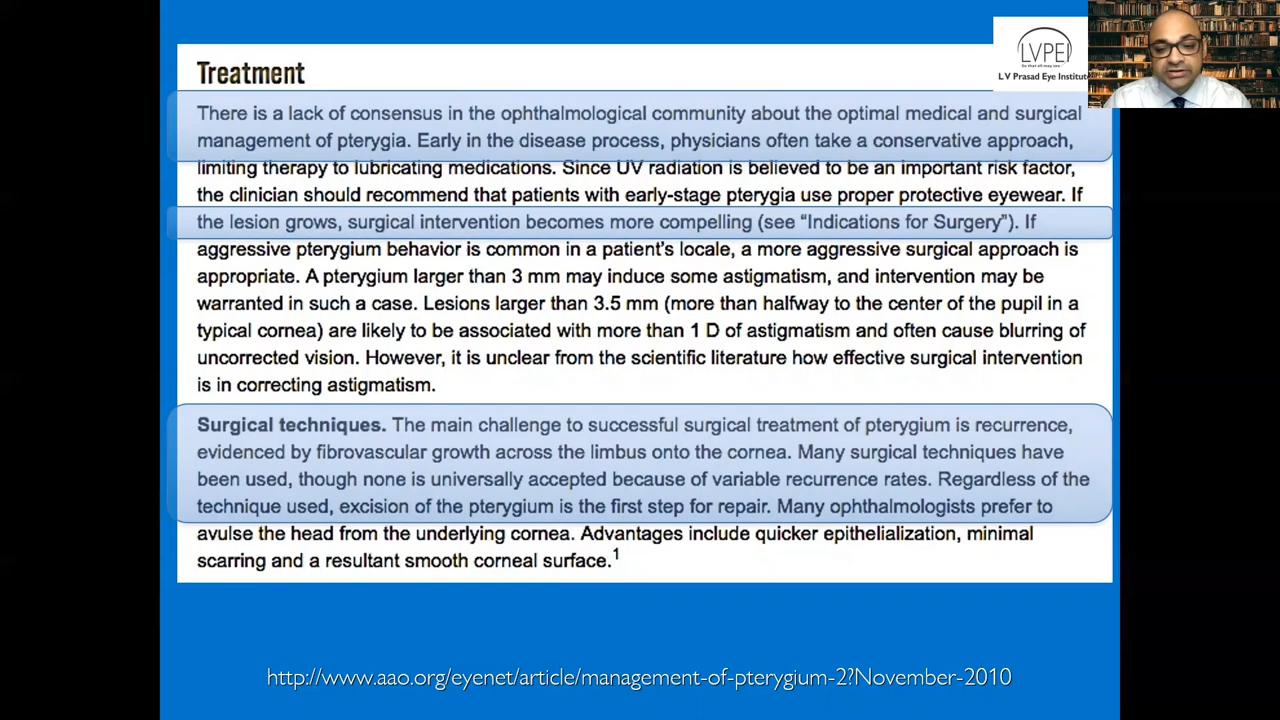 LVPEI
So that all may see
L V Prasad Eye Institute
Treatment
There is a lack of consensus in the ophthalmological community about the optimal medical and surgical
management of pterygia. Early in the disease process, physicians often take a conservative approach,
limiting therapy to lubricating medications. Since UV radiation is believed to be an important risk factor,
the clinician should recommend that patients with early-stage pterygia use proper protective eyewear. If
the lesion grows, surgical intervention becomes more compelling (see “Indications for Surgery”). If
aggressive pterygium behavior is common in a patient’s locale, a more aggressive surgical approach is
appropriate. A pterygium larger than 3 mm may induce some astigmatism, and intervention may be
warranted in such a case. Lesions larger than 3.5 mm (more than halfway to the center of the pupil in a
typical cornea) are likely to be associated with more than 1 D of astigmatism and often cause blurring of
uncorrected vision. However, it is unclear from the scientific literature how effective surgical intervention
is in correcting astigmatism.
Surgical techniques. The main challenge to successful surgical treatment of pterygium is recurrence,
evidenced by fibrovascular growth across the limbus onto the cornea. Many surgical techniques have
been used, though none is universally accepted because of variable recurrence rates. Regardless of the
technique used, excision of the pterygium is the first step for repair. Many ophthalmologists prefer to
avulse the head from the underlying cornea. Advantages include quicker epithelialization, minimal
scarring and a resultant smooth corneal surface.1
http://www.aao.org/eyenet/article/management-of-pterygium-2?November-2010